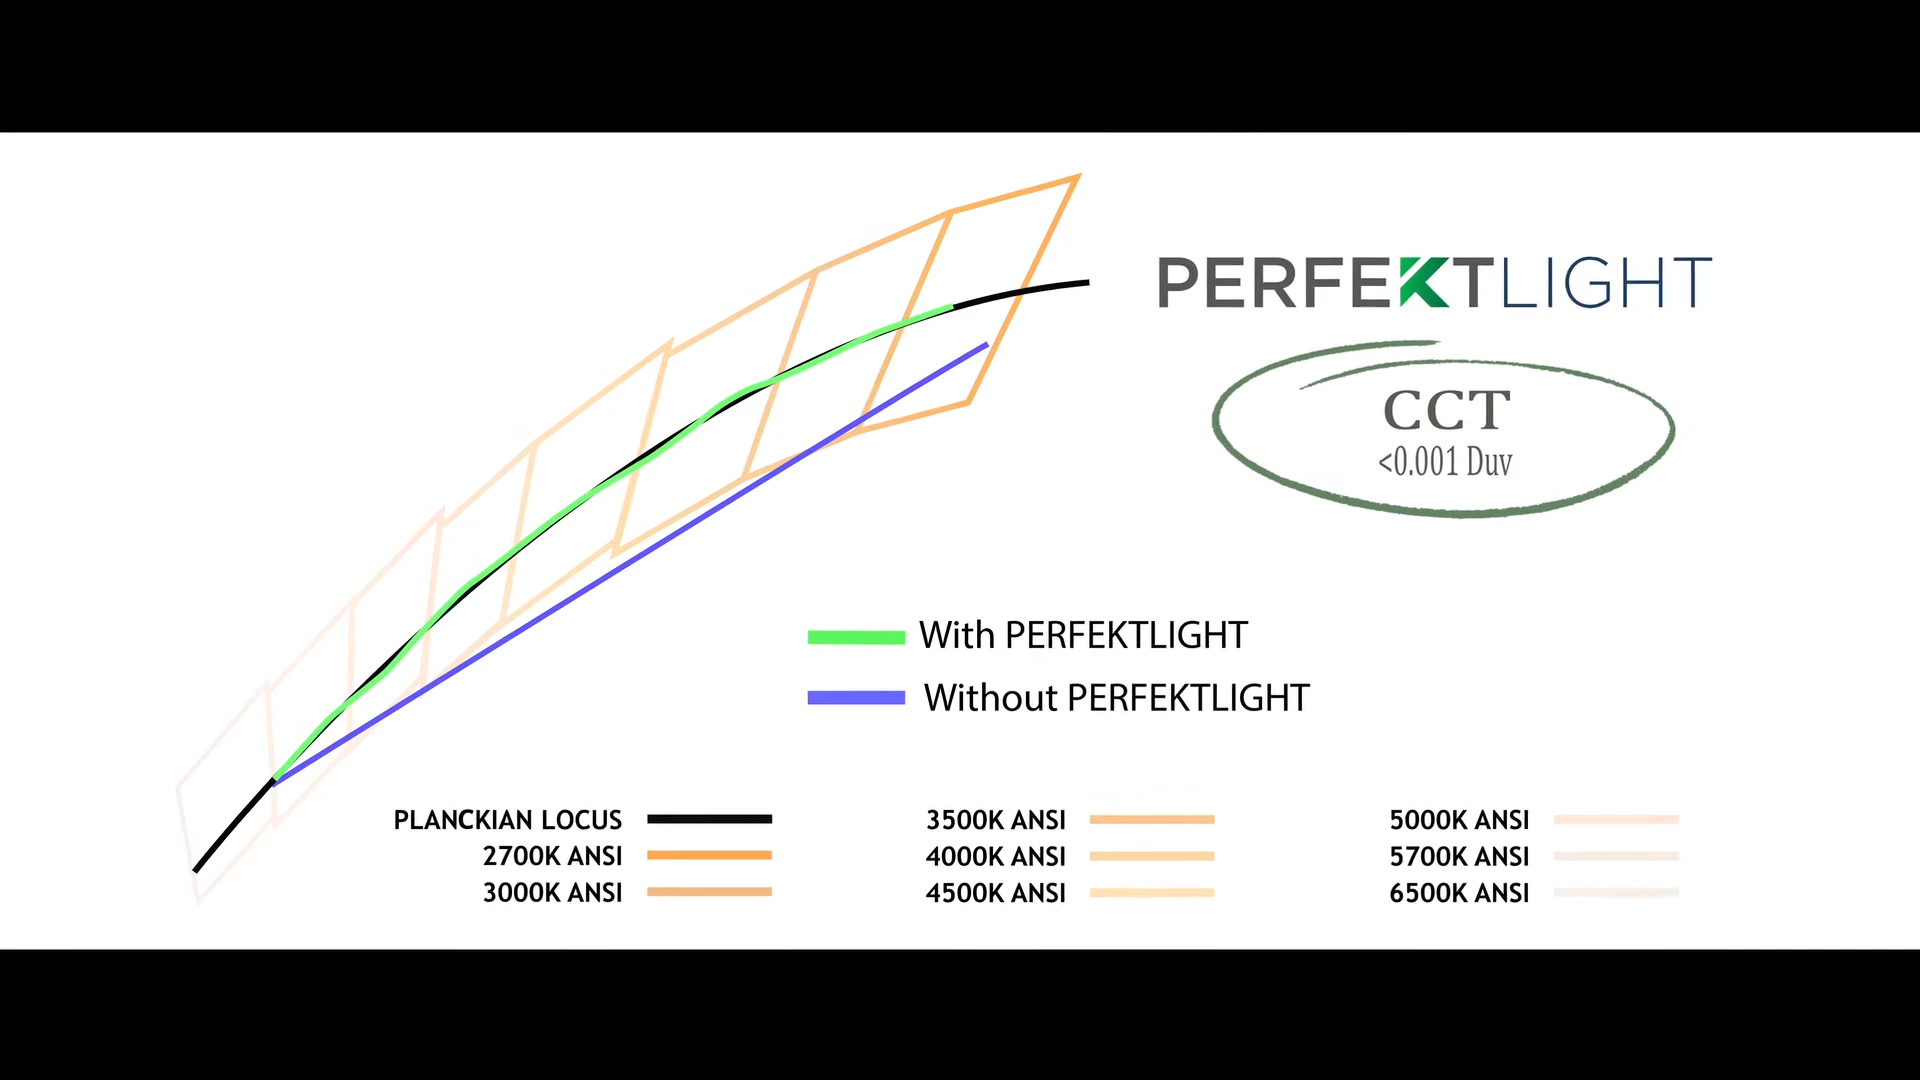 PERFEKTLIGHT
CCT
<0.001 Duv
With PERFEKTLIGHT
Without PERFEKTLIGHT
PLANCKIAN LOCUS
2700K ANSI
3000K ANSI
3500K ANSI
4000K ANSI
4500K ANSI
5000K ANSI
5700K ANSI
6500K ANSI